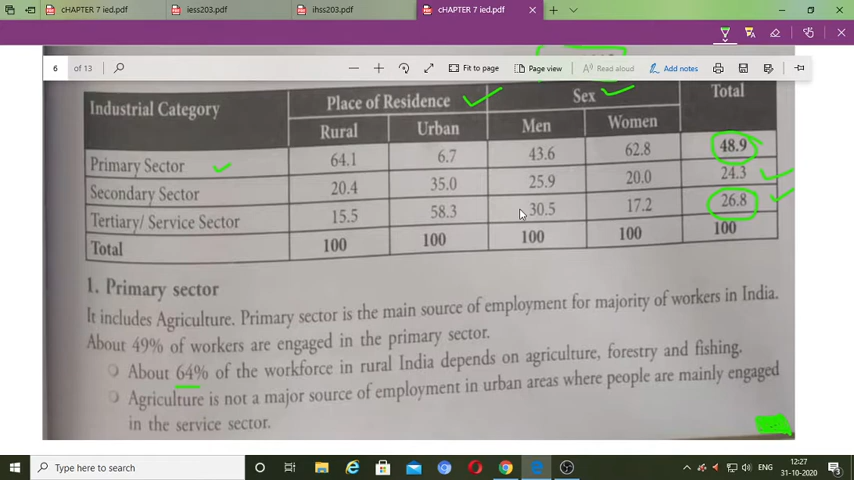 cHAPTER 7 ied.pdf
iess203.pdf
ihss203.pdf
cHAPTER 7 ied.pdf
6 of 13
Fit to page
Page view
Read aloud
Add notes
Industrial Category Place of Residence Sex Total
Rural Urban Men Women
Primary Sector 64.1 6.7 43.6 62.8 48.9
Secondary Sector 20.4 35.0 25.9 20.0 24.3
Tertiary/ Service Sector 15.5 58.3 30.5 17.2 26.8
Total 100 100 100 100 100
1. Primary sector
It includes Agriculture. Primary sector is the main source of employment for majority of workers in India.
About 49% of workers are engaged in the primary sector.
About 64% of the workforce in rural India depends on agriculture, forestry and fishing.
Agriculture is not a major source of employment in urban areas where people are mainly engaged
in the service sector.
Type here to search
ENG
12:27
31-10-2020
3